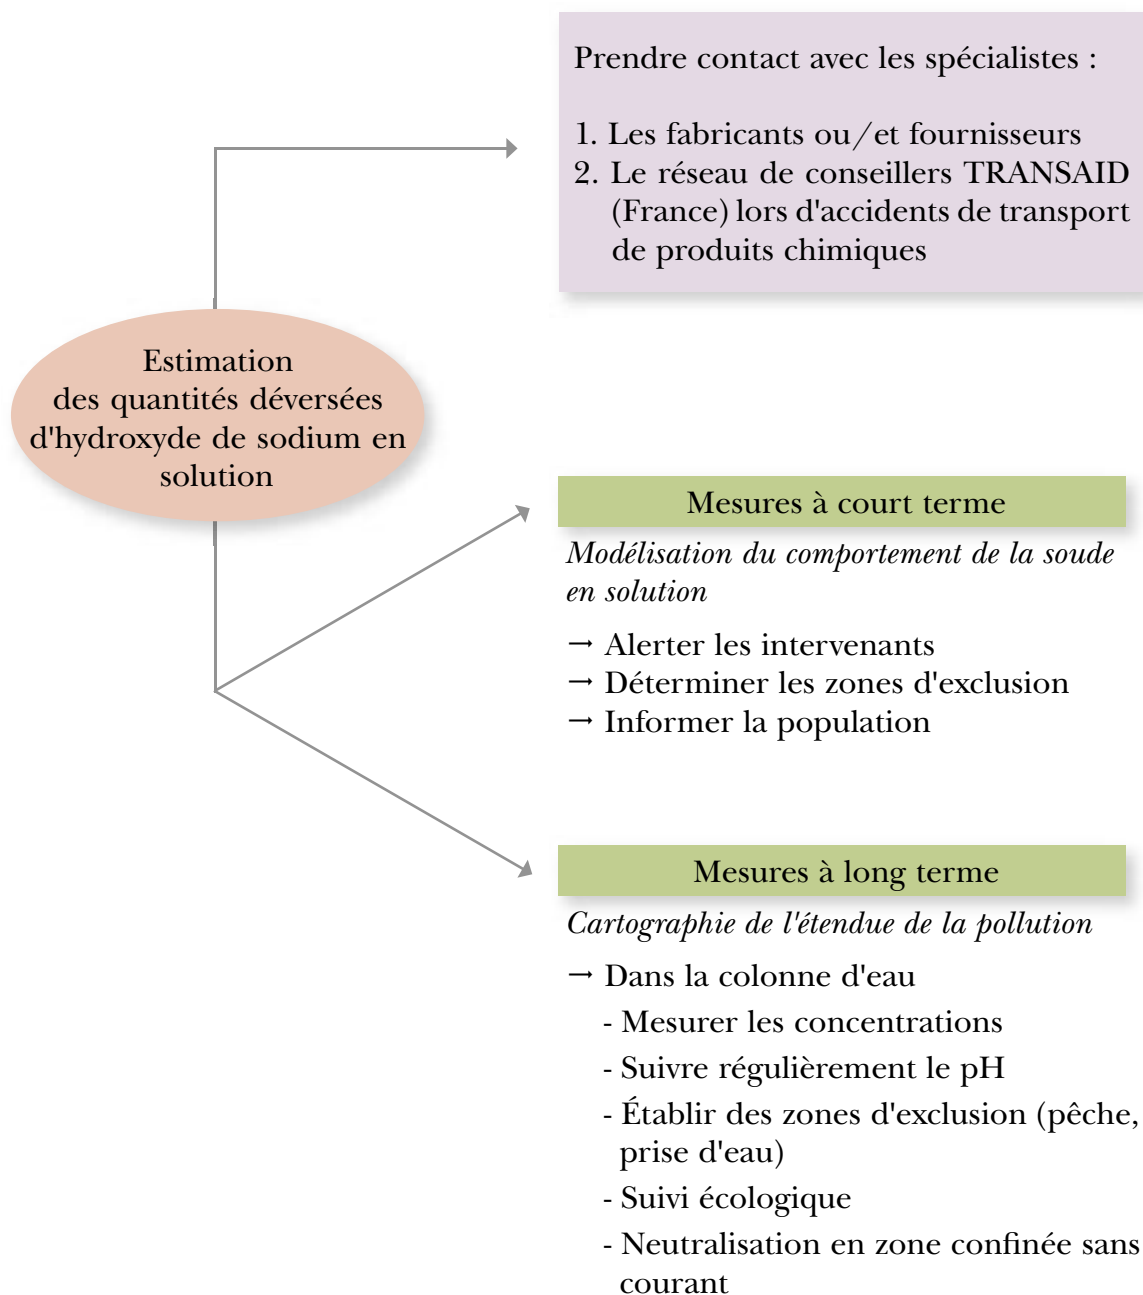 Prendre contact avec les spécialistes :
1. Les fabricants ou/et fournisseurs
2. Le réseau de conseillers TRANSAID
(France) lors d'accidents de transport
de produits chimiques
Estimation
des quantités déversées
d'hydroxyde de sodium en
solution
Mesures à court terme
Modélisation du comportement de la soude
en solution
→ Alerter les intervenants
→ Déterminer les zones d'exclusion
→ Informer la population
Mesures à long terme
Cartographie de l'étendue de la pollution
→ Dans la colonne d'eau
- Mesurer les concentrations
- Suivre régulièrement le pH
- Établir des zones d'exclusion (pêche,
prise d'eau)
- Suivi écologique
- Neutralisation en zone confinée sans
courant